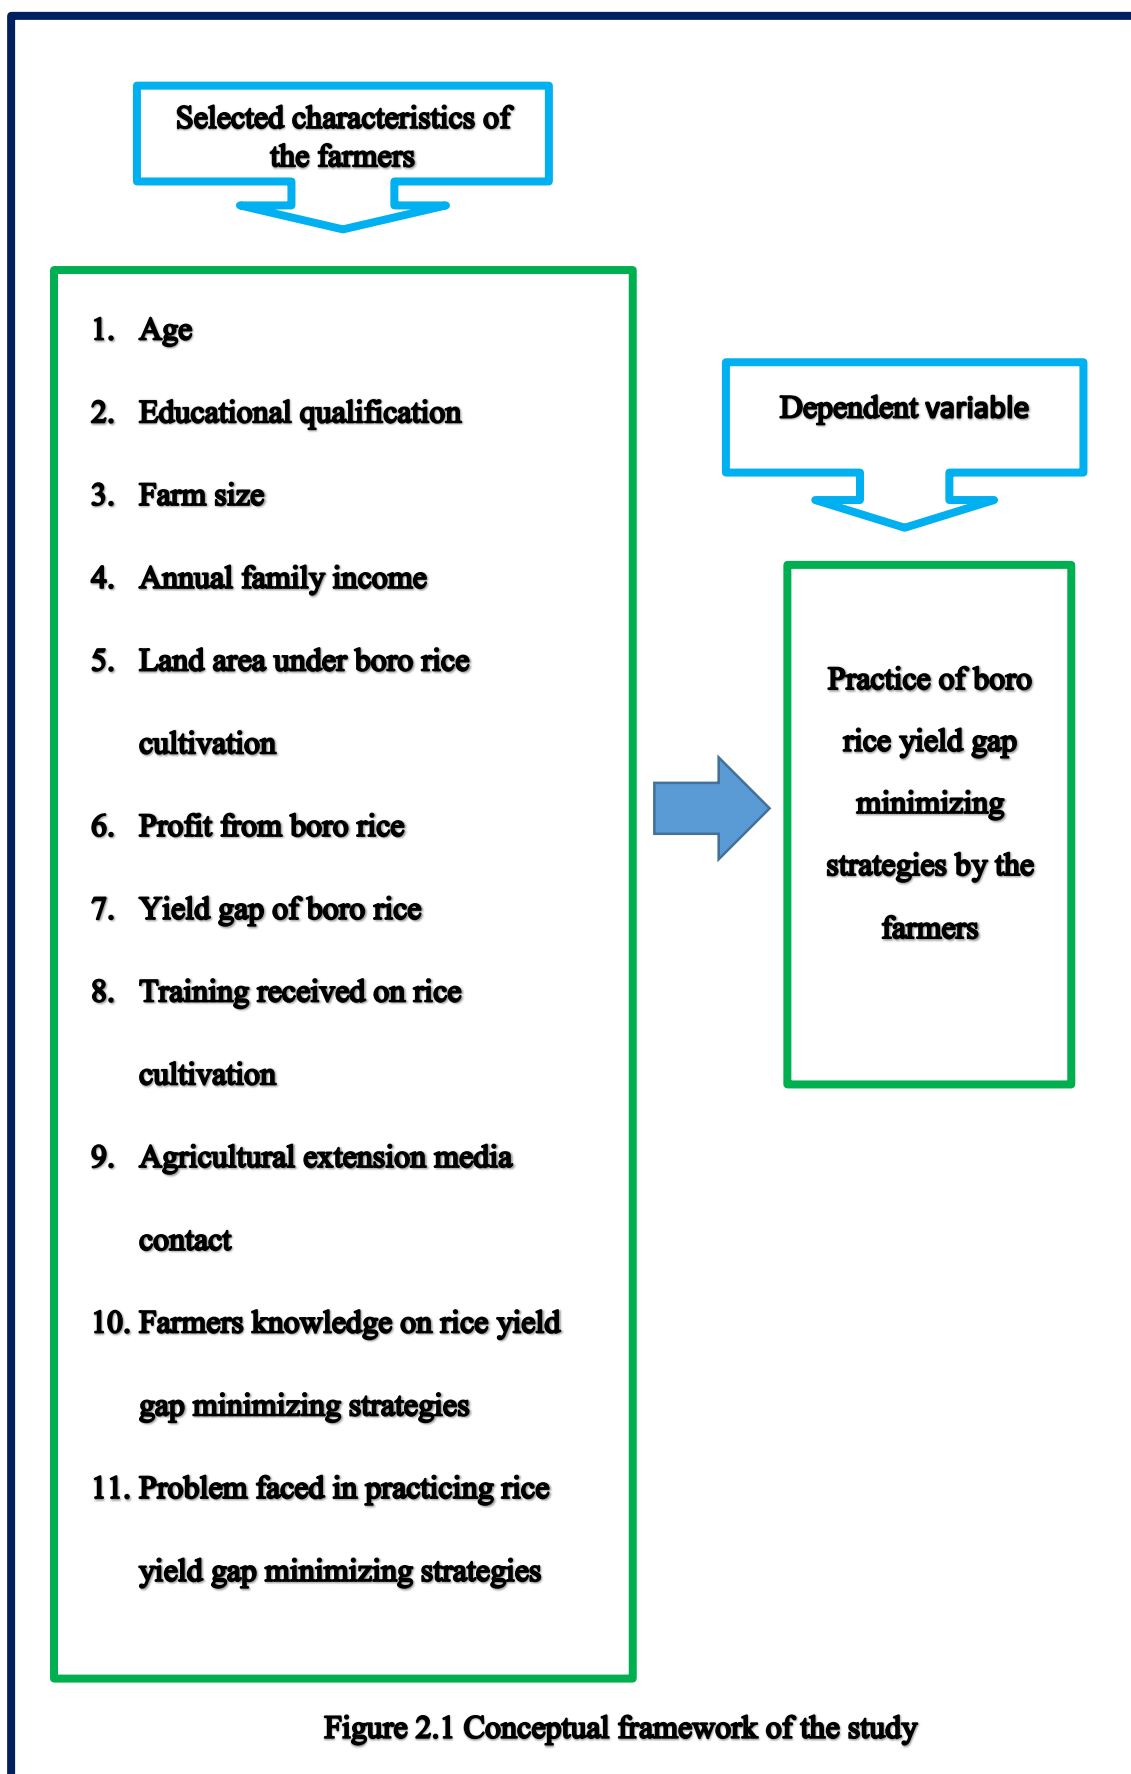 Selected characteristics of
the farmers
1. Age
2. Educational qualification
3. Farm size
4. Annual family income
5. Land area under boro rice
cultivation
6. Profit from boro rice
7. Yield gap of boro rice
8. Training received on rice
cultivation
9. Agricultural extension media
contact
10. Farmers knowledge on rice yield
gap minimizing strategies
11. Problem faced in practicing rice
yield gap minimizing strategies
Dependent variable
Practice of boro
rice yield gap
minimizing
strategies by the
farmers
Figure 2.1 Conceptual framework of the study